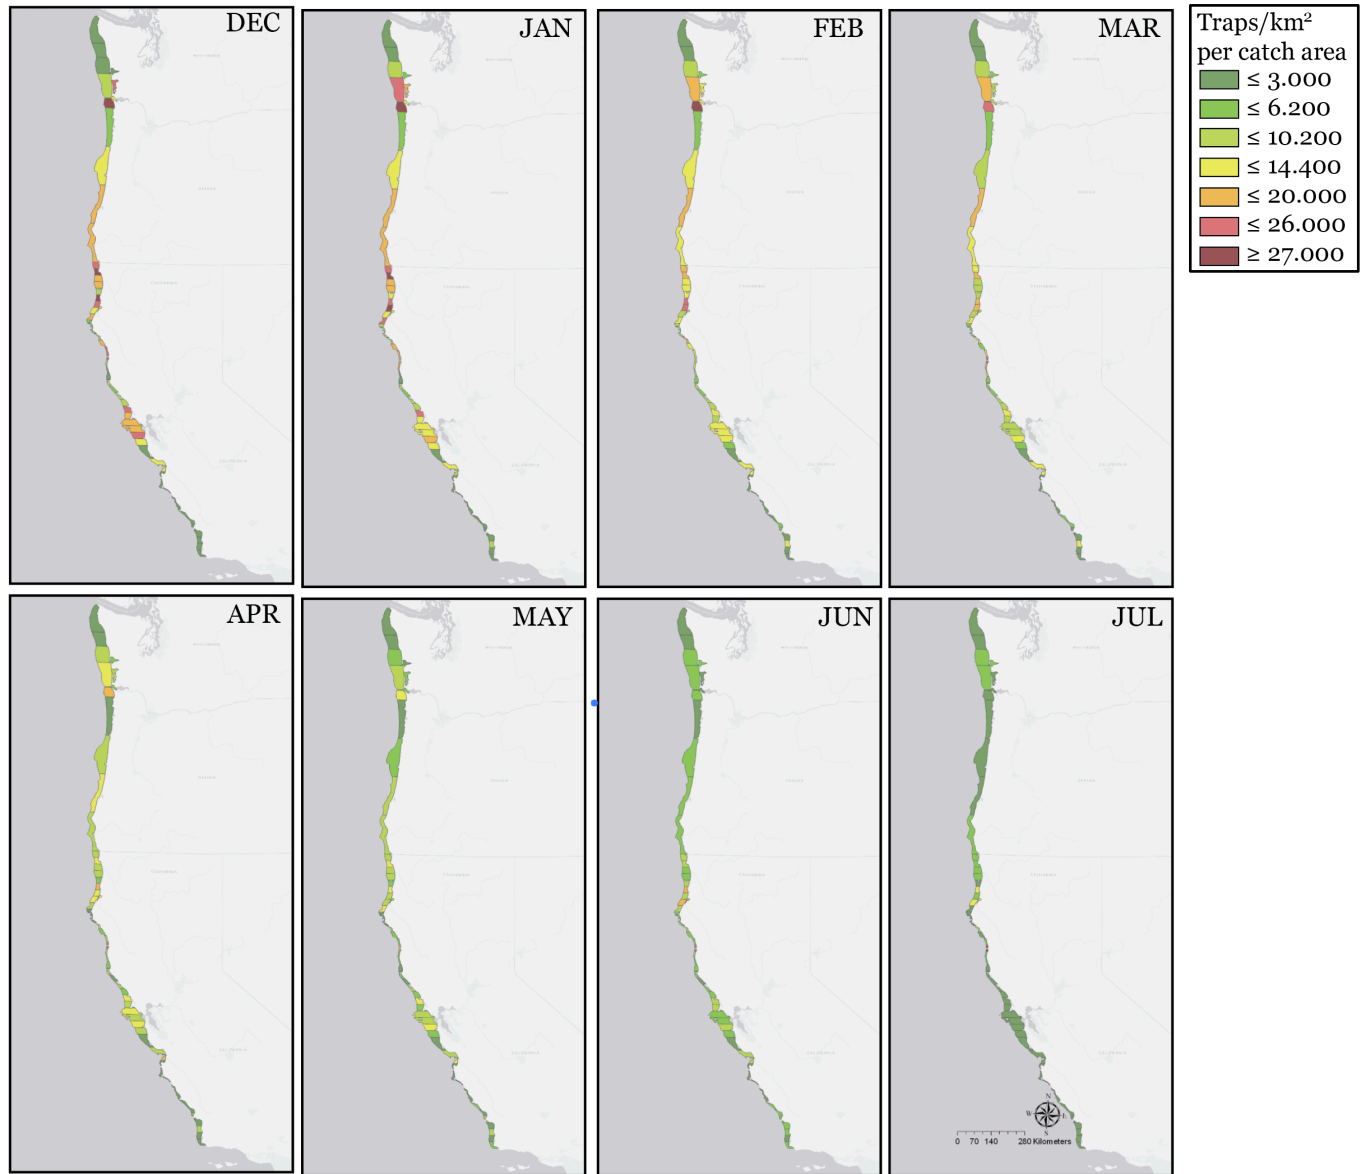 DEC
JAN
FEB
MAR
Traps/km²
per catch area
≤ 3.000
≤ 6.200
≤ 10.200
≤ 14.400
≤ 20.000
≤ 26.000
≥ 27.000
APR
MAY
JUN
JUL
N
W E
S
0 70 140 280 Kilometers